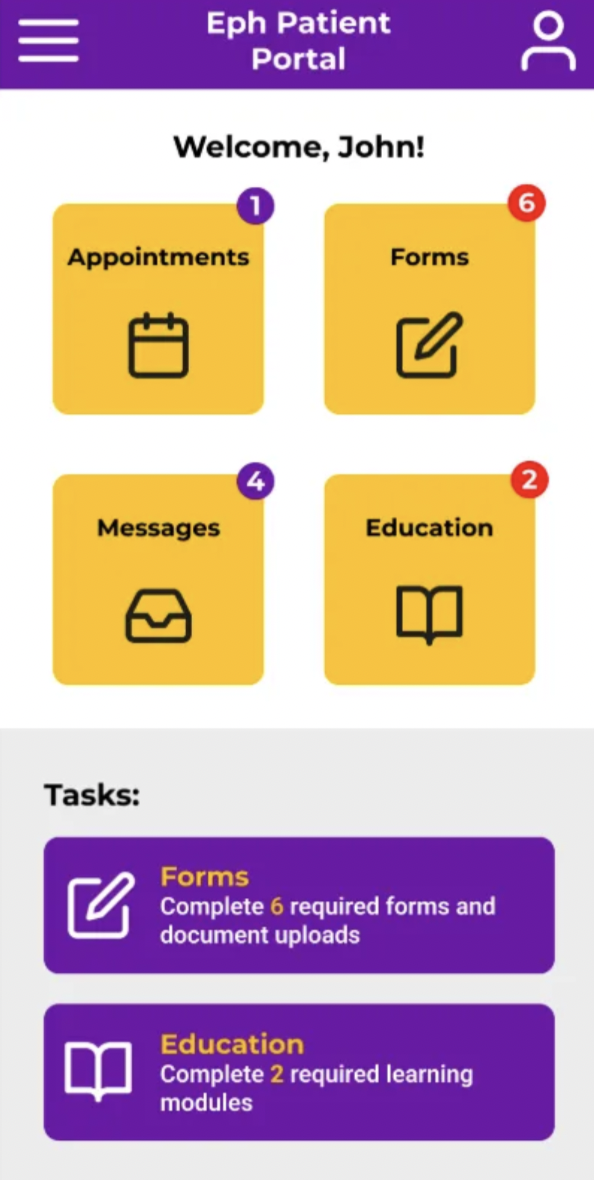 Eph Patient
Portal
Welcome, John!
1
6
Appointments
Forms
4
2
Messages
Education
Tasks:
Forms
Complete 6 required forms and
document uploads
Education
Complete 2 required learning
modules